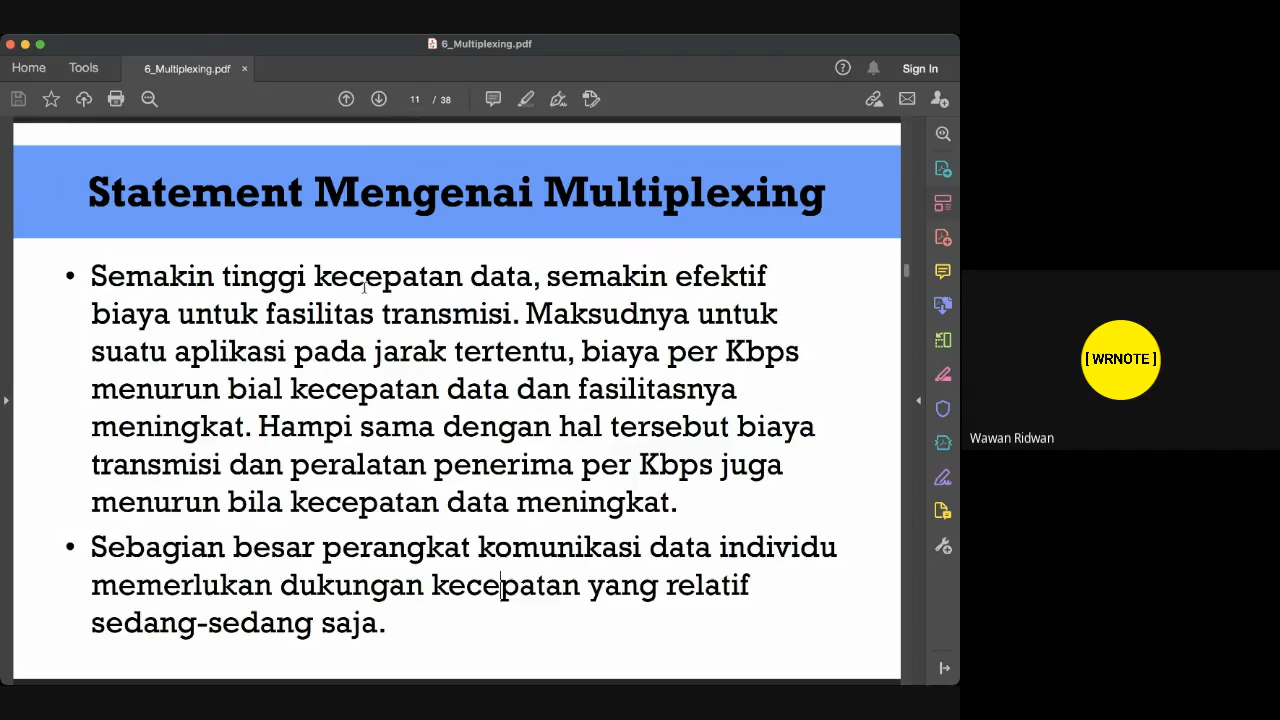 6_Multiplexing.pdf
Home Tools 6_Multiplexing.pdf × Sign In
11 / 38
Statement Mengenai Multiplexing
• Semakin tinggi kecepatan data, semakin efektif
biaya untuk fasilitas transmisi. Maksudnya untuk
suatu aplikasi pada jarak tertentu, biaya per Kbps
menurun bial kecepatan data dan fasilitasnya
meningkat. Hampi sama dengan hal tersebut biaya
transmisi dan peralatan penerima per Kbps juga
menurun bila kecepatan data meningkat.
• Sebagian besar perangkat komunikasi data individu
memerlukan dukungan kecepatan yang relatif
sedang-sedang saja.
[ WRNOTE ]
Wawan Ridwan